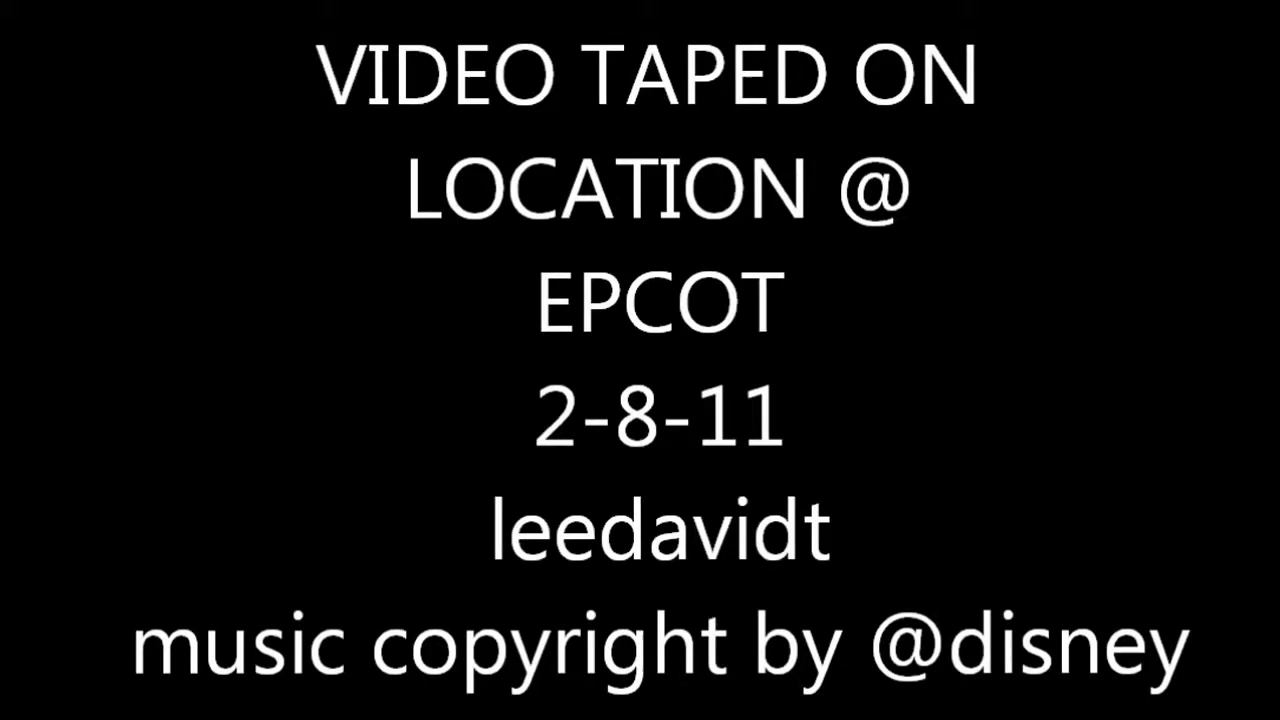 VIDEO TAPED ON
LOCATION @
EPCOT
2-8-11
leedavidt
music copyright by @disney